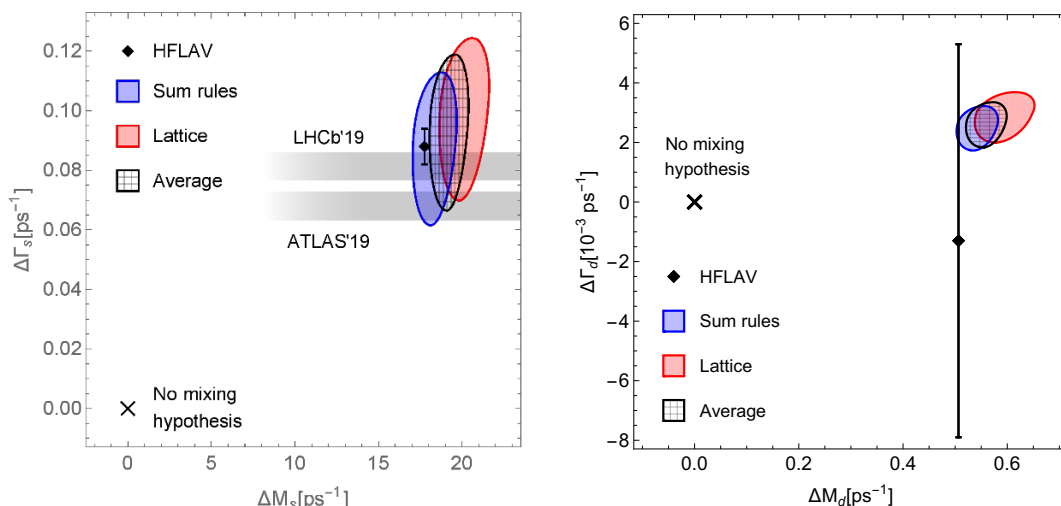 0.12
0.10
0.08
0.06
0.04
0.02
0.00
ΔΓs[ps⁻¹]
HFLAV
Sum rules
Lattice
Average
LHCb'19
ATLAS'19
No mixing
hypothesis
0 5 10 15 20
ΔMs[ps⁻¹]
6
4
2
0
−2
−4
−6
−8
ΔΓd[10⁻³ ps⁻¹]
No mixing
hypothesis
HFLAV
Sum rules
Lattice
Average
0.0 0.2 0.4 0.6
ΔMd[ps⁻¹]